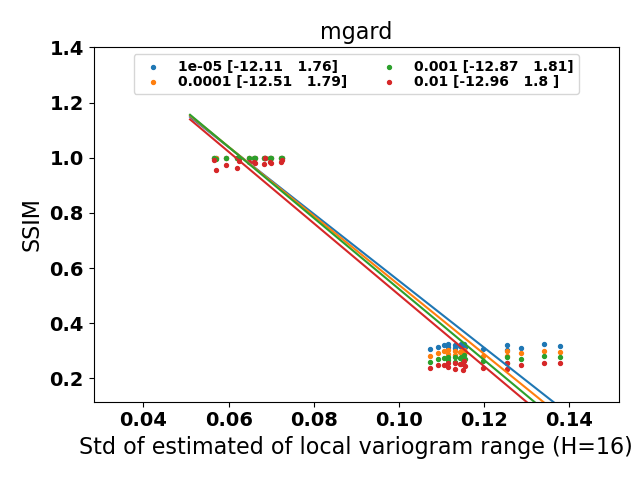 mgard
1e-05 [-12.11   1.76]
0.0001 [-12.51   1.79]
0.001 [-12.87   1.81]
0.01 [-12.96   1.8 ]
1.4
1.2
1.0
0.8
0.6
0.4
0.2
SSIM
0.04 0.06 0.08 0.10 0.12 0.14
Std of estimated of local variogram range (H=16)